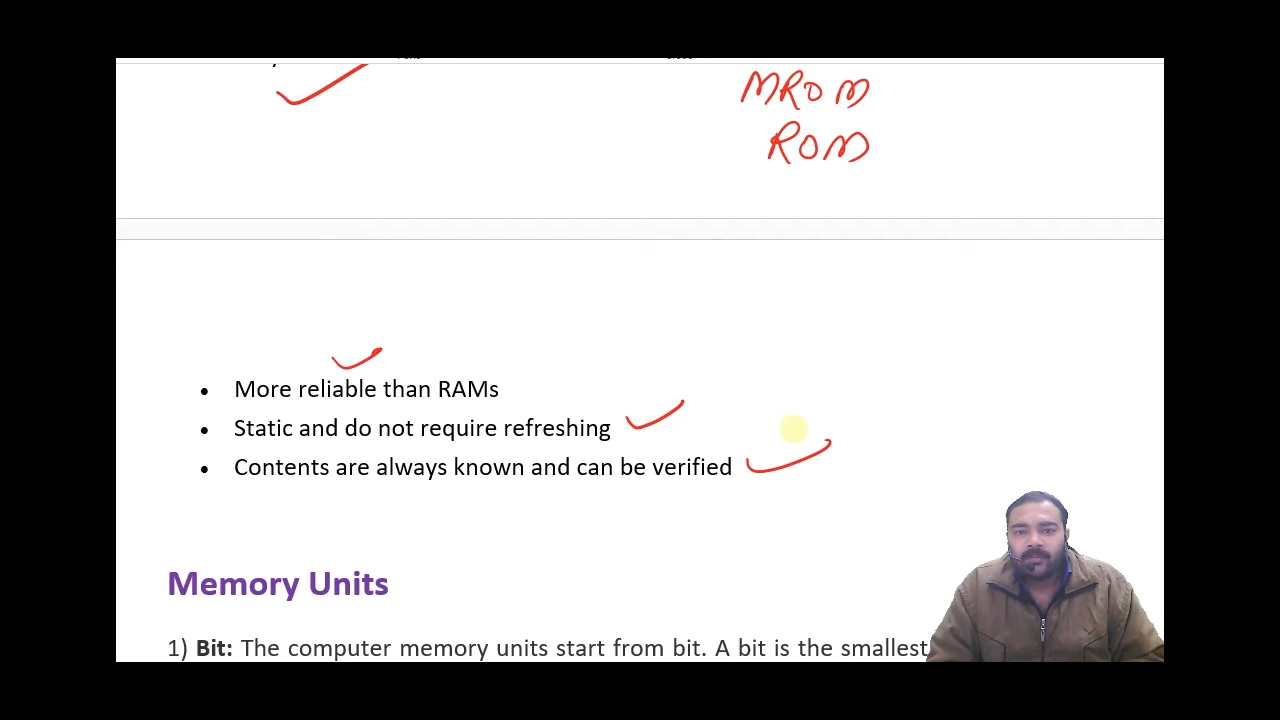 MROM
ROM
• More reliable than RAMs
• Static and do not require refreshing
• Contents are always known and can be verified
Memory Units
1) Bit: The computer memory units start from bit. A bit is the smallest